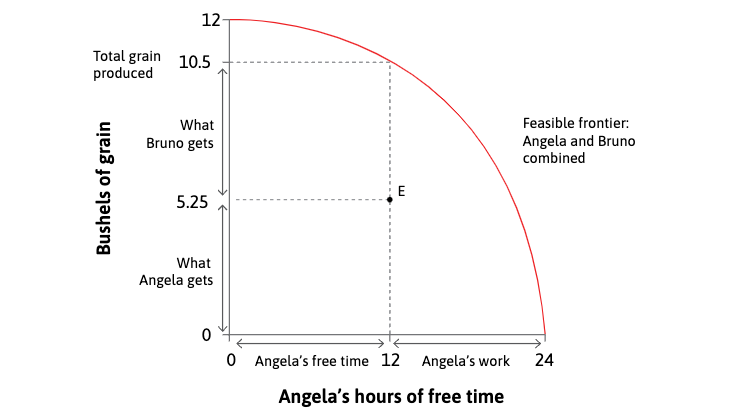 12
Total grain
produced
10.5
What
Bruno gets
Feasible frontier:
Angela and Bruno
combined
Bushels of grain
E
5.25
What
Angela gets
0
0
Angela's free time
12
Angela's work
24
Angela's hours of free time